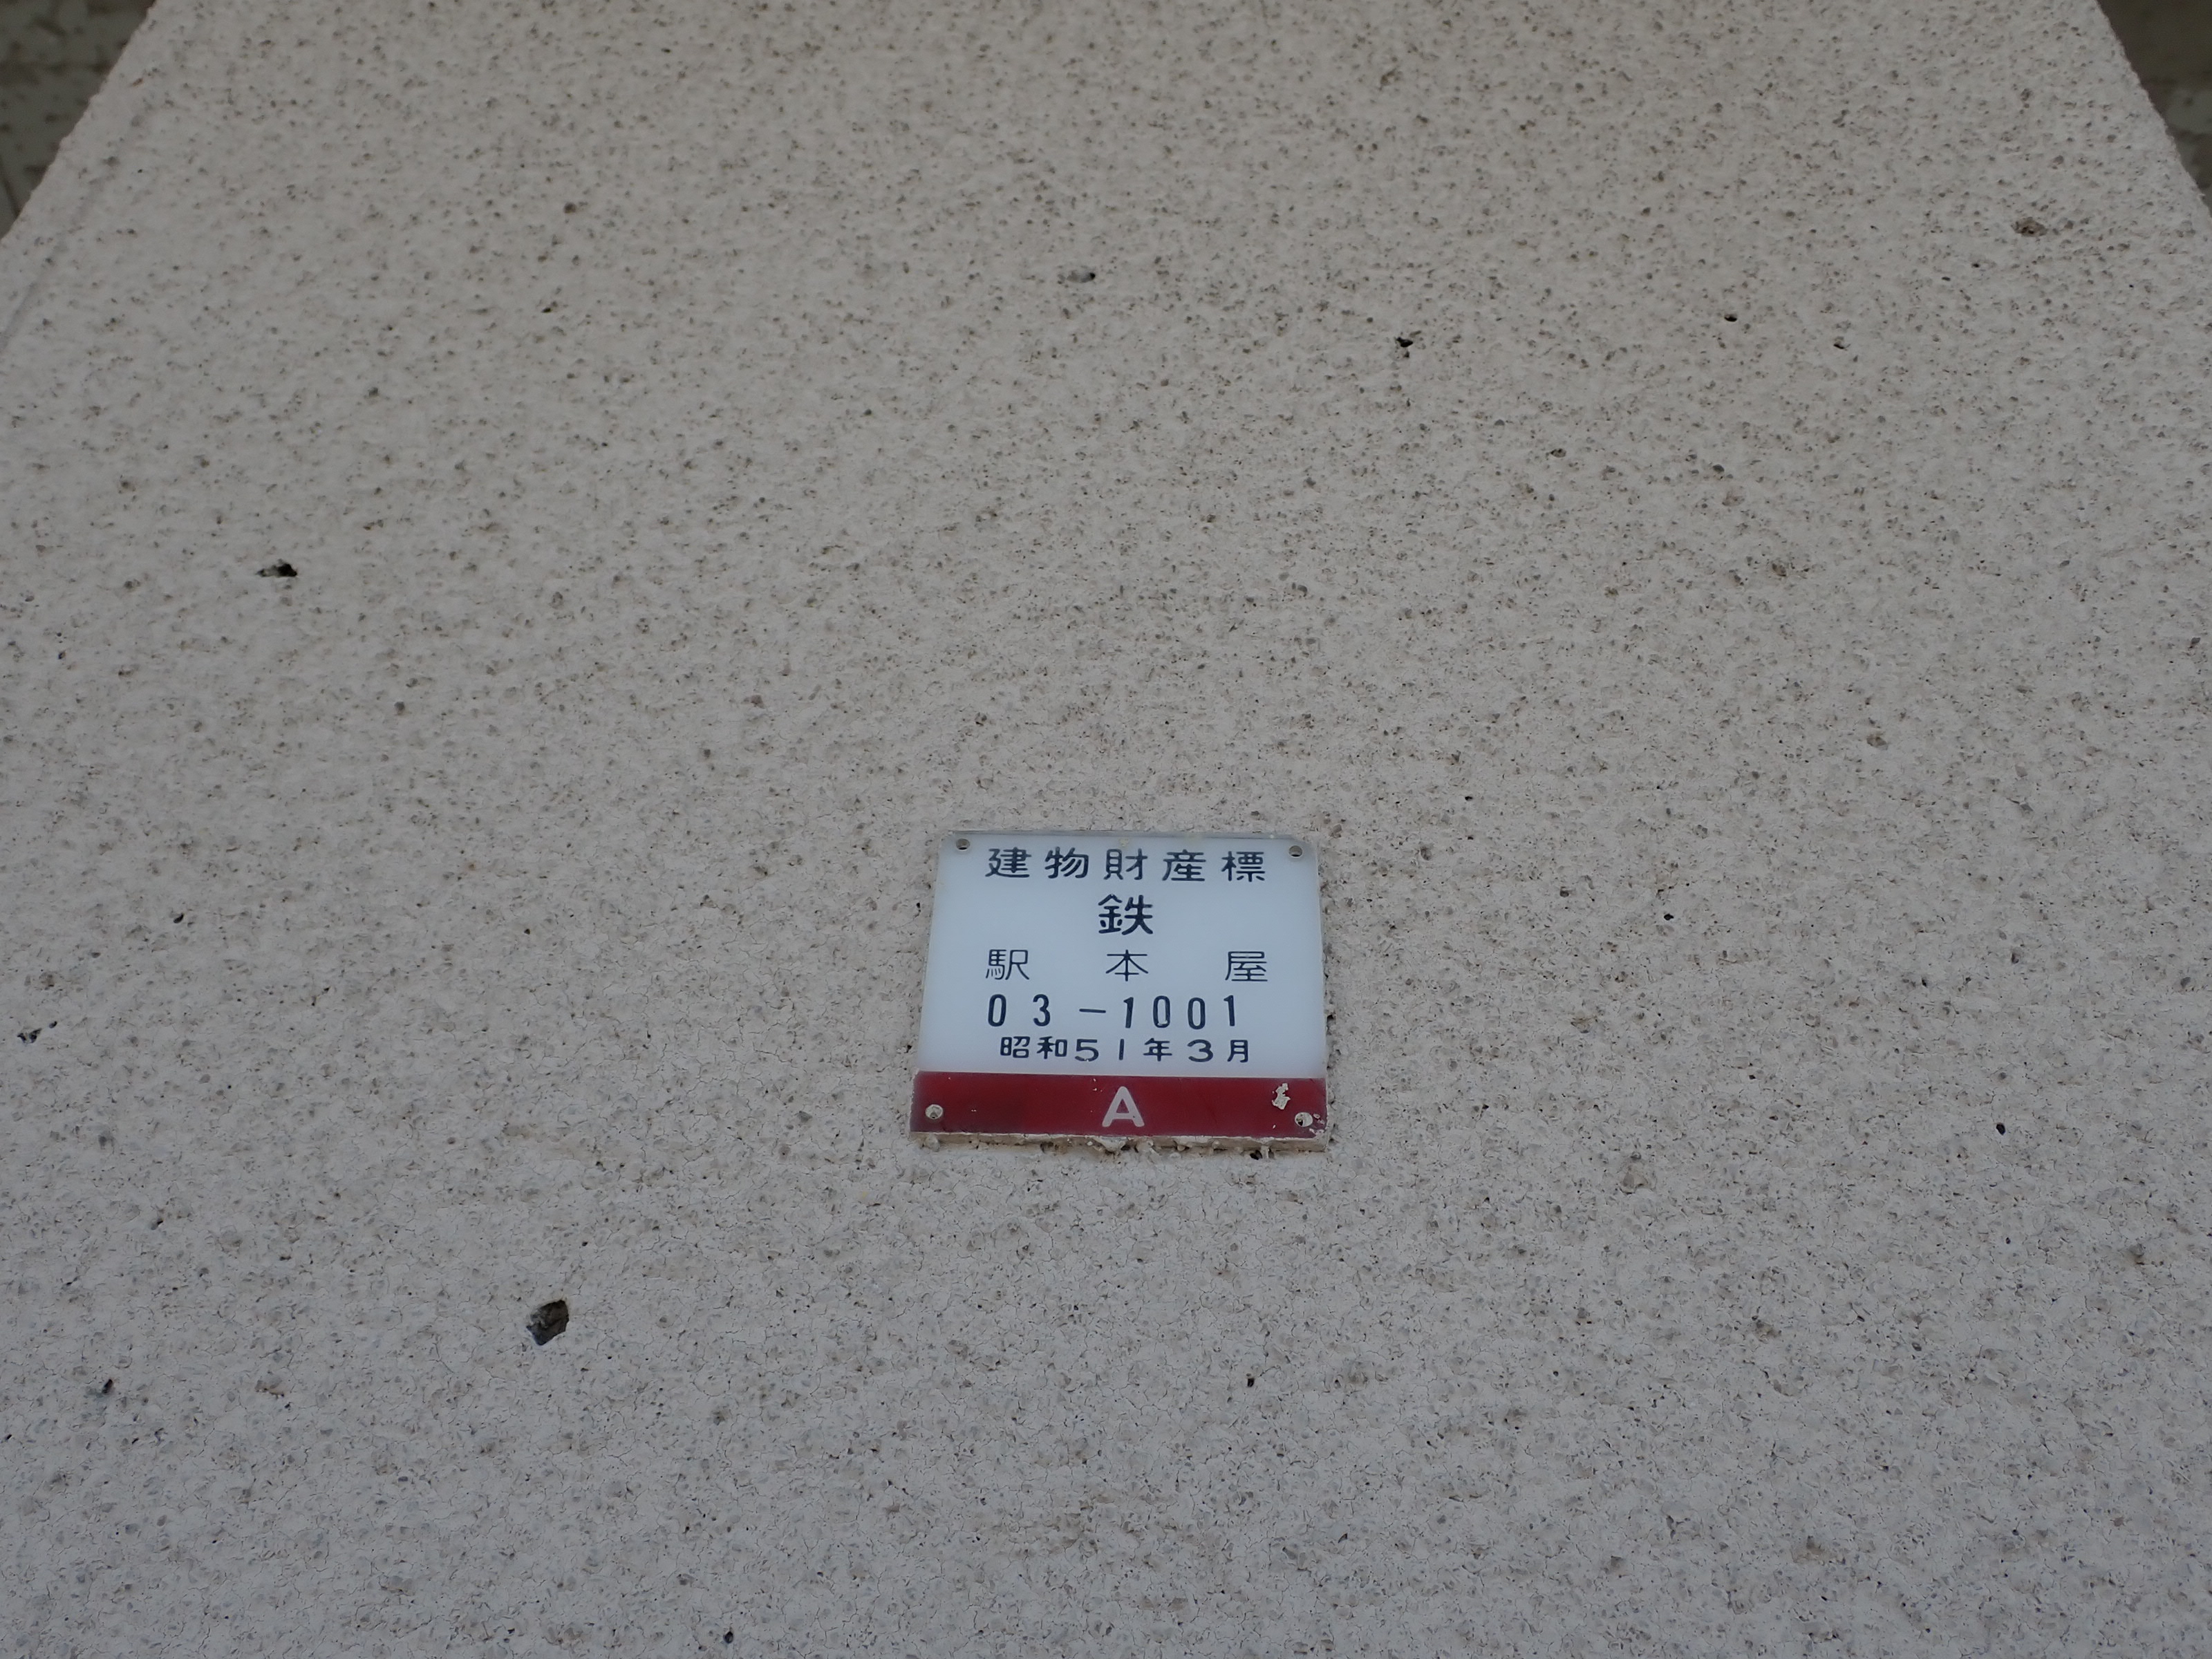 建物財産標
鉄
駅本屋
03-1001
昭和51年3月
A